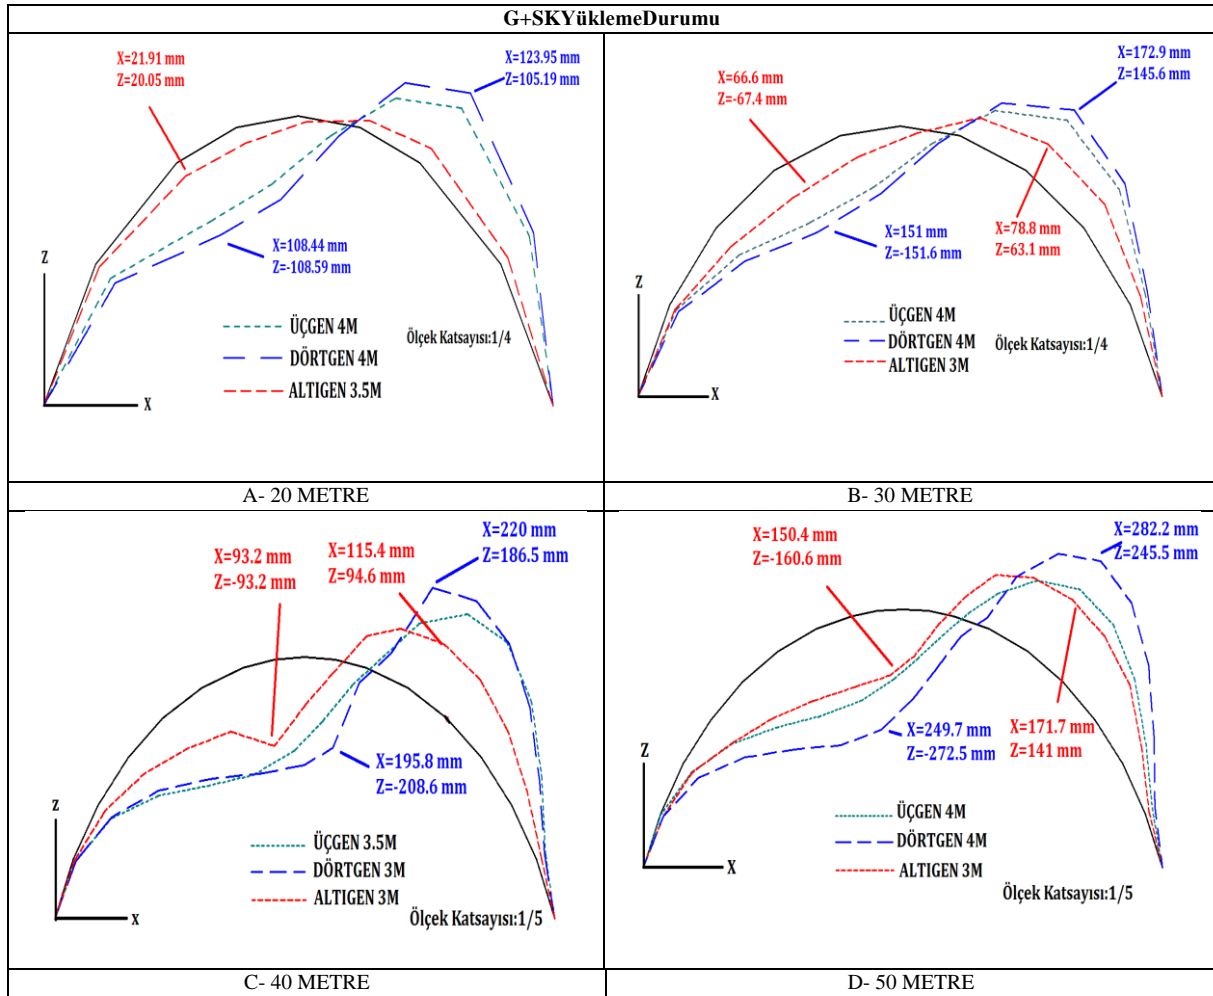 G+SKYüklemeDurumu
X=21.91 mm
Z=20.05 mm
X=123.95 mm
Z=105.19 mm
X=108.44 mm
Z=-108.59 mm
Z
X
ÜÇGEN 4M
DÖRTGEN 4M
ALTIGEN 3.5M
Ölçek Katsayısı:1/4
X=66.6 mm
Z=-67.4 mm
X=172.9 mm
Z=145.6 mm
X=151 mm
Z=-151.6 mm
X=78.8 mm
Z=63.1 mm
Z
X
ÜÇGEN 4M
DÖRTGEN 4M
ALTIGEN 3M
Ölçek Katsayısı:1/4
A- 20 METRE
B- 30 METRE
X=93.2 mm
Z=-93.2 mm
X=115.4 mm
Z=94.6 mm
X=220 mm
Z=186.5 mm
X=195.8 mm
Z=-208.6 mm
Z
X
ÜÇGEN 3.5M
DÖRTGEN 3M
ALTIGEN 3M
Ölçek Katsayısı:1/5
X=150.4 mm
Z=-160.6 mm
X=282.2 mm
Z=245.5 mm
X=249.7 mm
Z=-272.5 mm
X=171.7 mm
Z=141 mm
Z
X
ÜÇGEN 4M
DÖRTGEN 4M
ALTIGEN 3M
Ölçek Katsayısı:1/5
C- 40 METRE
D- 50 METRE